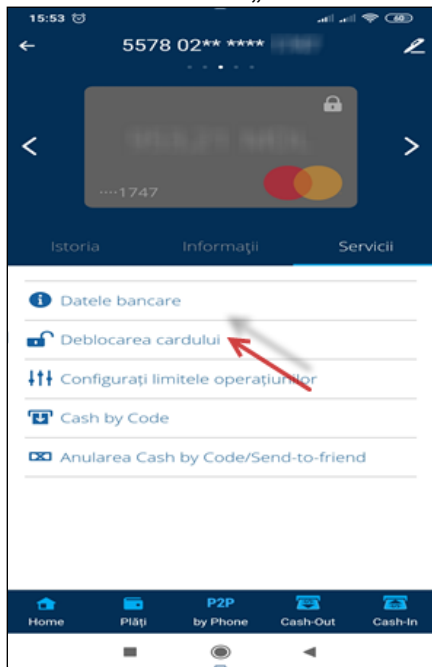 „
15:53
60
5578 02** ****
····1747
Istoria Informații Servicii
Datele bancare
Deblocarea cardului
Configurați limitele operațiunilor
Cash by Code
Anularea Cash by Code/Send-to-friend
P2P
Home Plăți by Phone Cash-Out Cash-In